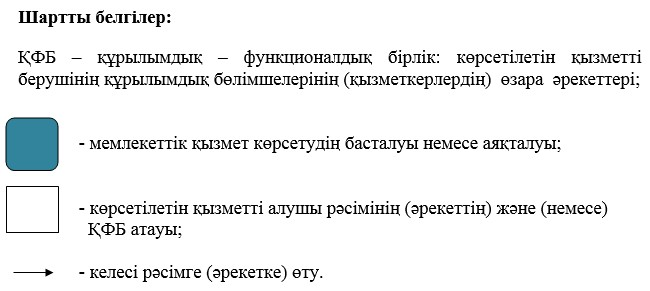 Шартты белгілер:
ҚФБ – құрылымдық – функционалдық бірлік: көрсетілетін қызметті
берушінің құрылымдық бөлімшелерінің (қызметкерлердің) өзара әрекеттері;
- мемлекеттік қызмет көрсетудің басталуы немесе аяқталуы;
- көрсетілетін қызметті алушы рәсімінің (әрекеттін) және (немесе)
ҚФБ атауы;
- келесі рәсімге (әрекетке) өту.